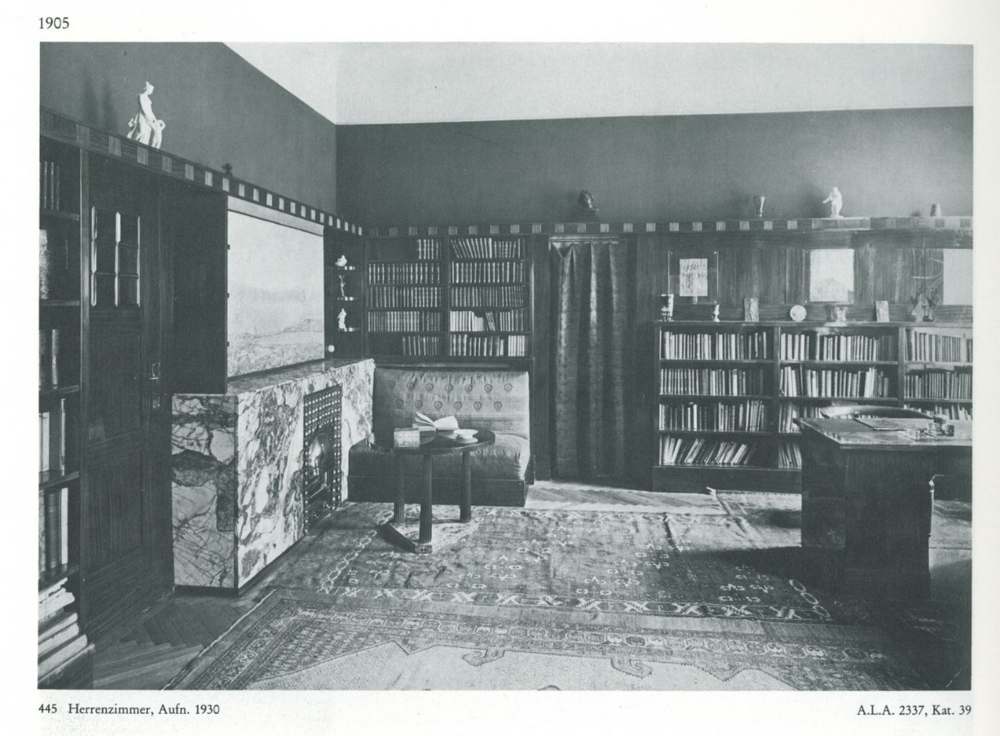 1905
445 Herrenzimmer, Aufn. 1930
A.L.A. 2337, Kat. 39